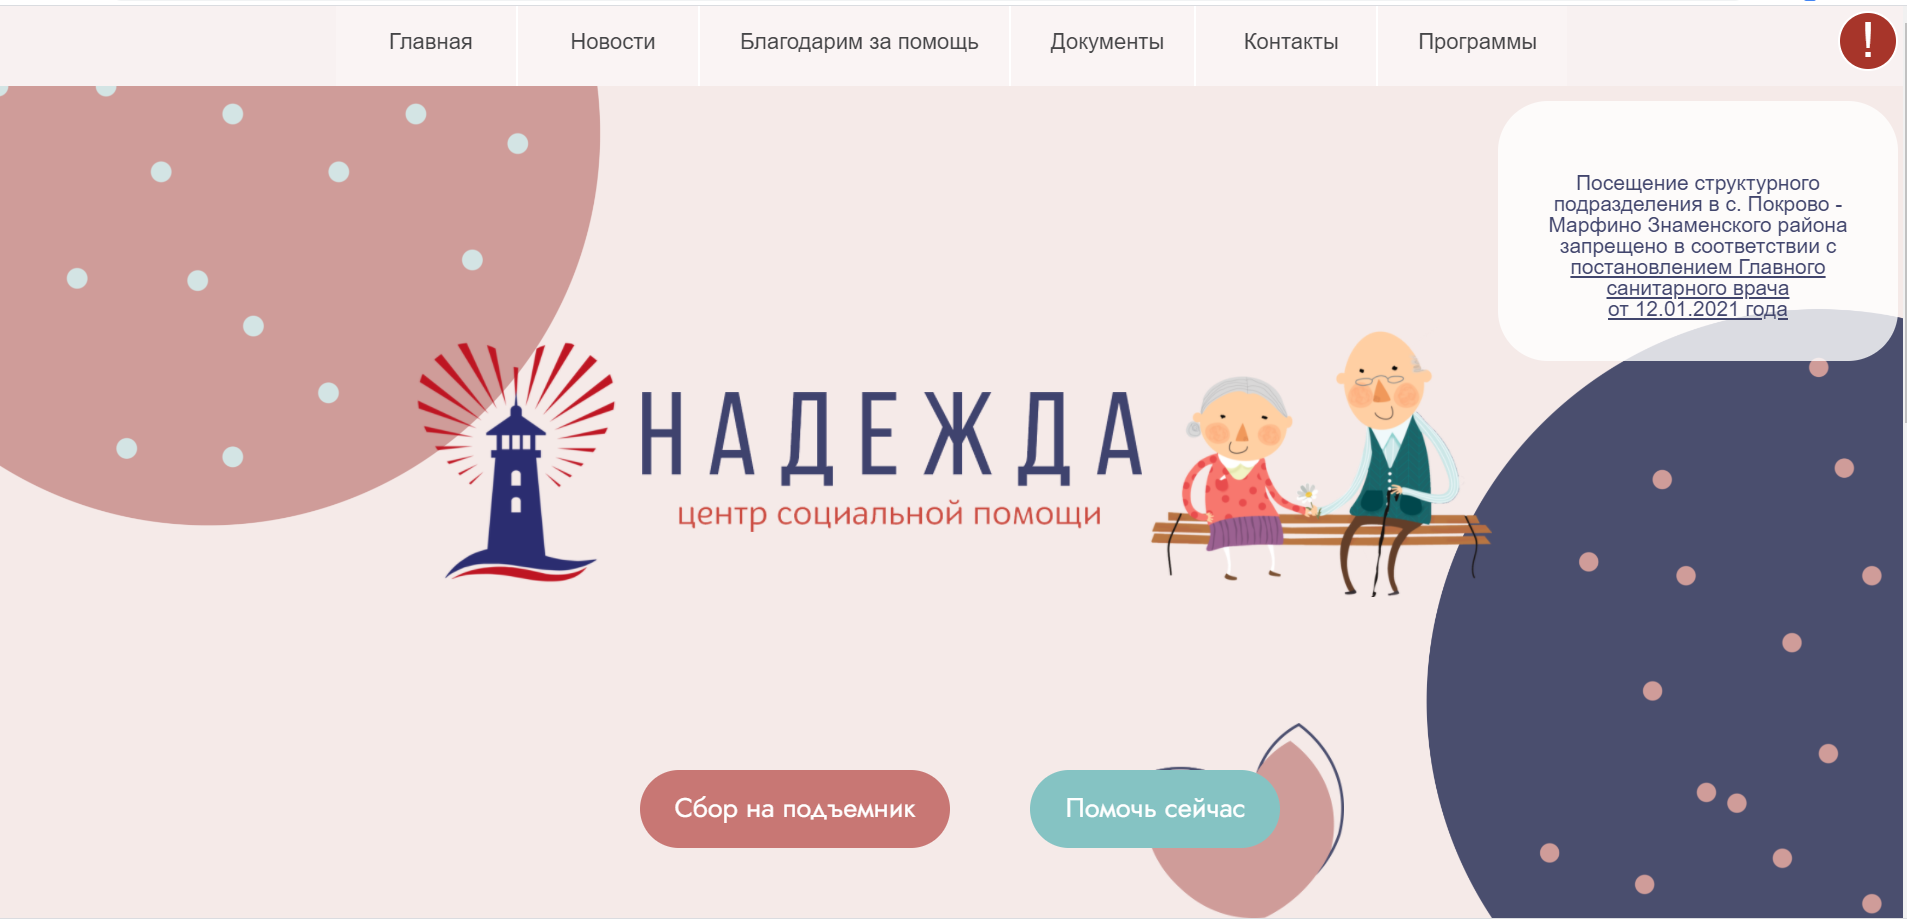 Главная
Новости
Благодарим за помощь
Документы
Контакты
Программы
!
Посещение структурного
подразделения в с. Покрово -
Марфино Знаменского района
запрещено в соответствии с
постановлением Главного
санитарного врача
от 12.01.2021 года
НАДЕЖДА
центр социальной помощи
Сбор на подъемник
Помочь сейчас